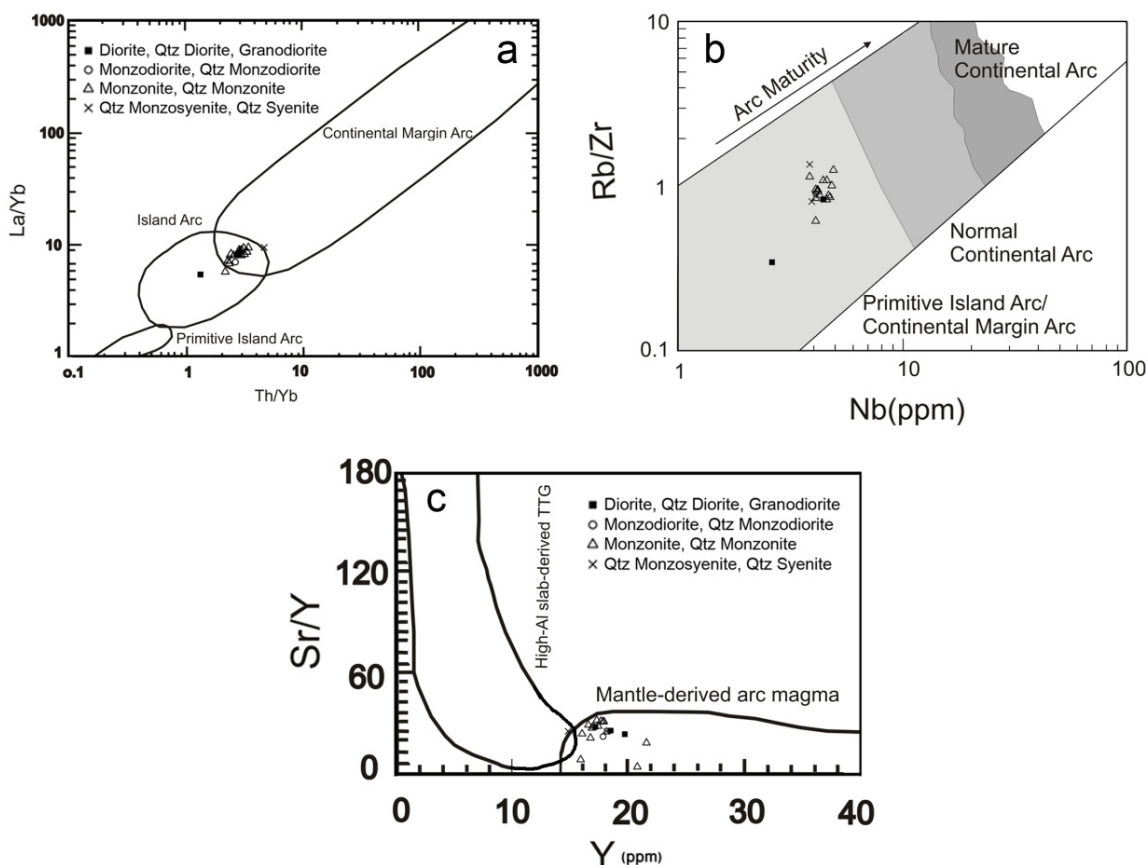 a
1000
100
10
1
La/Yb
Diorite, Qtz Diorite, Granodiorite
Monzodiorite, Qtz Monzodiorite
Monzonite, Qtz Monzonite
Qtz Monzosyenite, Qtz Syenite
Continental Margin Arc
Island Arc
Primitive Island Arc
0.1 1 10 100 1000
Th/Yb
b
10
1
0.1
Rb/Zr
Arc Maturity
Mature
Continental Arc
Normal
Continental Arc
Primitive Island Arc/
Continental Margin Arc
1 10 100
Nb(ppm)
c
180
120
60
0
Sr/Y
High-Al slab-derived TTG
Diorite, Qtz Diorite, Granodiorite
Monzodiorite, Qtz Monzodiorite
Monzonite, Qtz Monzonite
Qtz Monzosyenite, Qtz Syenite
Mantle-derived arc magma
0 10 20 30 40
Y (ppm)